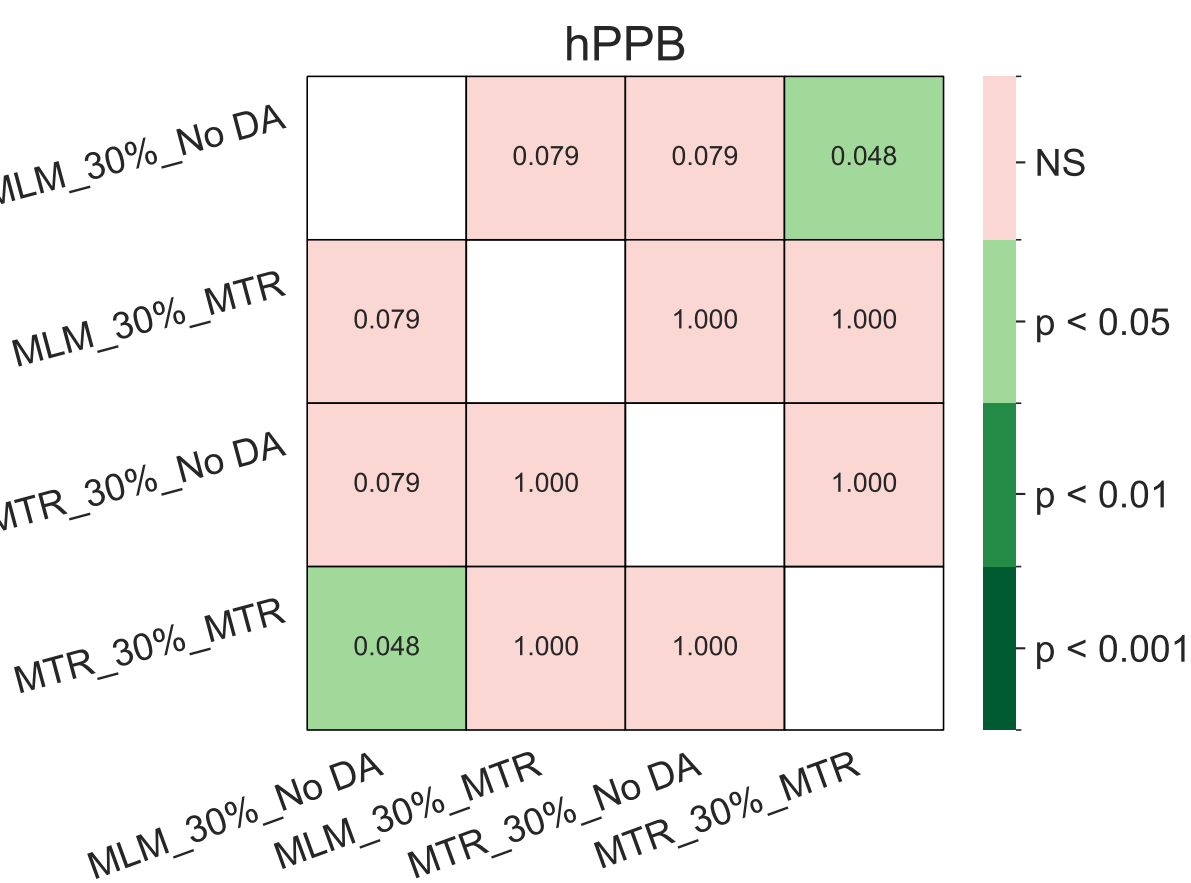 hPPB
MLM_30%_No DA
0.079
0.079
0.048
NS
MLM_30%_MTR
0.079
1.000
1.000
p < 0.05
MTR_30%_No DA
0.079
1.000
1.000
p < 0.01
MTR_30%_MTR
0.048
1.000
1.000
p < 0.001
MLM_30%_No DA
MLM_30%_MTR
MTR_30%_No DA
MTR_30%_MTR